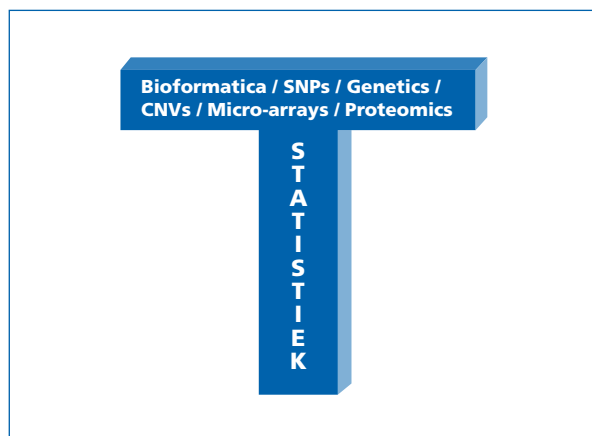 Bioformatica / SNPs / Genetics /
CNVs / Micro-arrays / Proteomics
S
T
A
T
I
S
T
I
E
K